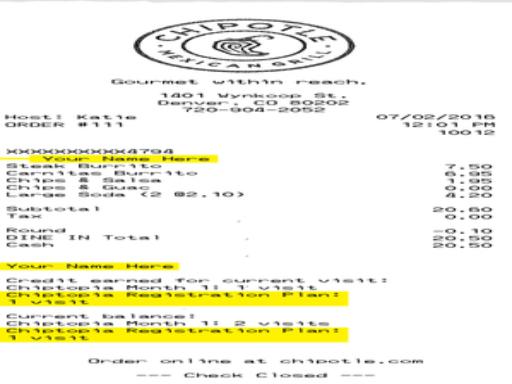 CHIPOTLE
MEXICAN GRILL
Gourmet within reach.
1401 Wynkoop St.
Denver, CO 80202
720-904-2052
Host: Katie 07/02/2016
ORDER #111 12:01 PM
10012
XXXXXXXXXXXX4794
Your Name Here
Steak Burrito 7.50
Carnitas Burrito 6.95
Chips & Salsa 1.95
Chips & Guac 0.00
Large Soda (2 @2.10) 4.20
Subtotal 20.60
Tax 0.00
Round -0.10
DINE IN Total 20.50
Cash 20.50
Your Name Here
Credit earned for current visit:
Chiptopia Month 1: 1 visit
Chiptopia Registration Plan:
1 visit
Current balance:
Chiptopia Month 1: 2 visits
Chiptopia Registration Plan:
1 visit
Order online at chipotle.com
--- Check Closed ---